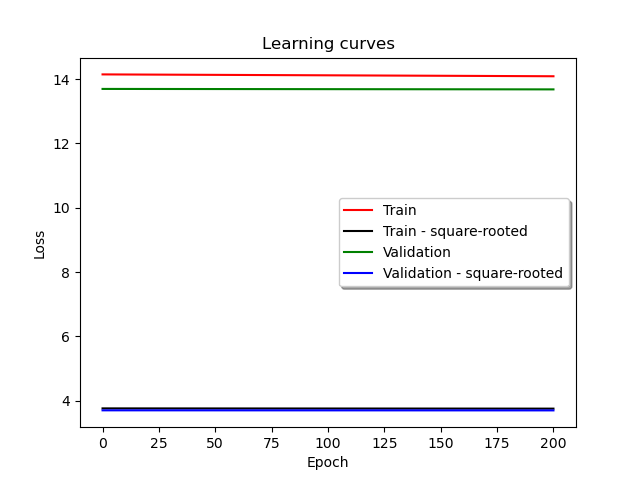 Learning curves
Loss
14
12
10
8
6
4
Train
Train - square-rooted
Validation
Validation - square-rooted
0 25 50 75 100 125 150 175 200
Epoch